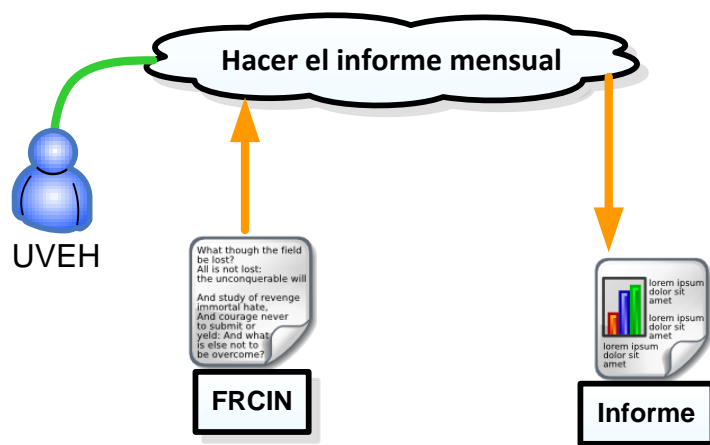 Hacer el informe mensual
UVEH
What though the field
be lost?
All is not lost:
the unconquerable will
And study of revenge
immortal hate,
And courage never
to submit or
yeld: And what
is else not to
be overcome?
FRCIN
lorem ipsum
dolor sit
amet
lorem ipsum
dolor sit
amet
lorem ipsum
dolor sit
amet
Informe